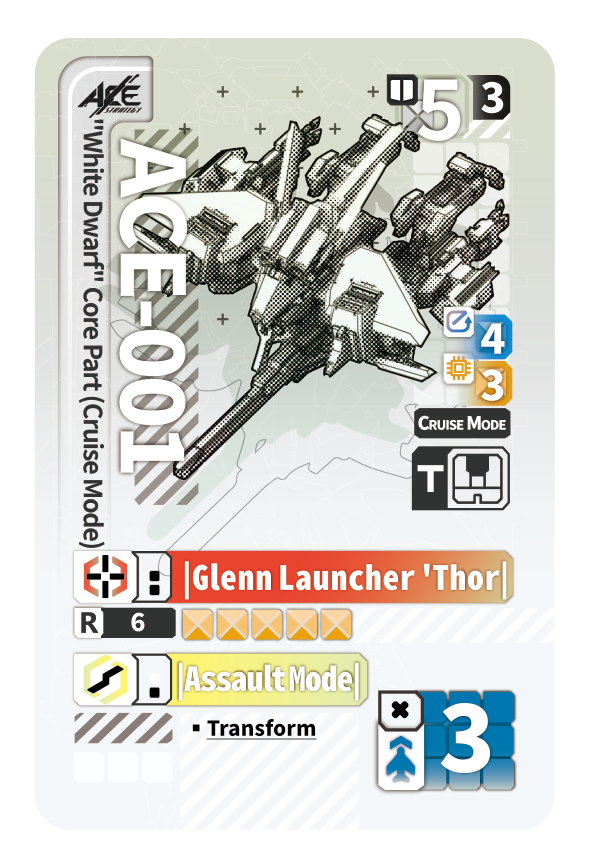 ACE
STRATEGY
"White Dwarf" Core Part (Cruise Mode)
ACE-001
5
3
4
3
CRUISE MODE
T
|Glenn Launcher 'Thor|
R 6
|Assault Mode|
▪ Transform
3